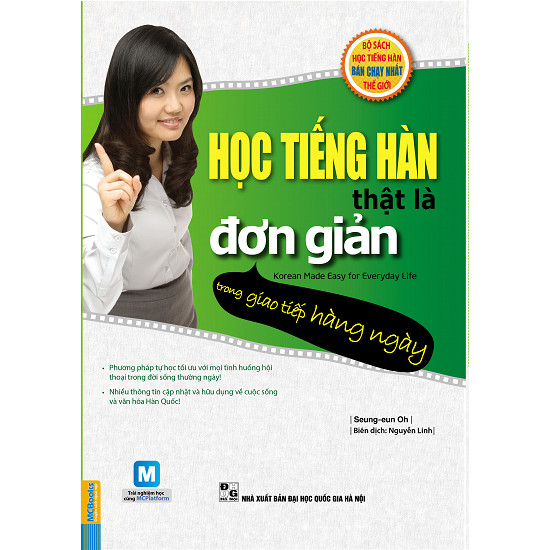 BỘ SÁCH
HỌC TIẾNG HÀN
BÁN CHẠY NHẤT
THẾ GIỚI
HỌC TIẾNG HÀN
thật là
đơn giản
Korean Made Easy for Everyday Life
trong giao tiếp hàng ngày
• Phương pháp tự học tối ưu với mọi tình huống hội
thoại trong đời sống thường ngày!
• Nhiều thông tin cập nhật và hữu dụng về cuộc sống
và văn hóa Hàn Quốc!
| Seung-eun Oh |
| Biên dịch: Nguyễn Linh|
MCBooks
M
Trải nghiệm học
cùng MCPlatform
NHÀ XUẤT BẢN ĐẠI HỌC QUỐC GIA HÀ NỘI